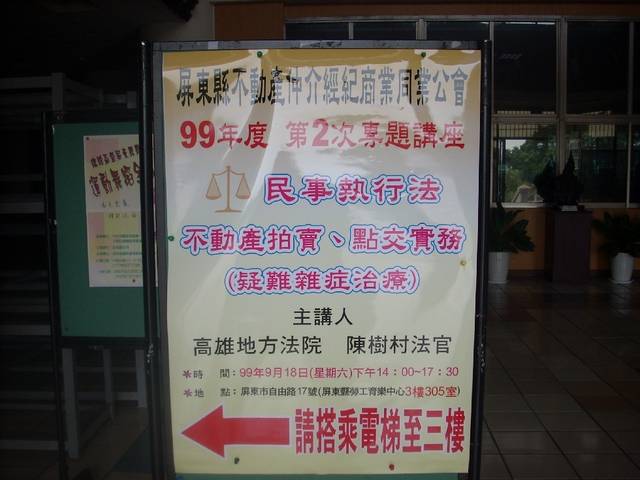 屏東縣不動產仲介經紀商業同業公會
99年度 第2次專題講座
民事執行法
不動產拍賣、點交實務
(疑難雜症治療)
主講人
高雄地方法院 陳樹村法官
＊時 間：99年9月18日(星期六)下午14：00~17：30
＊地 點：屏東市自由路17號(屏東縣勞工育樂中心3樓305室)
請搭乘電梯至三樓